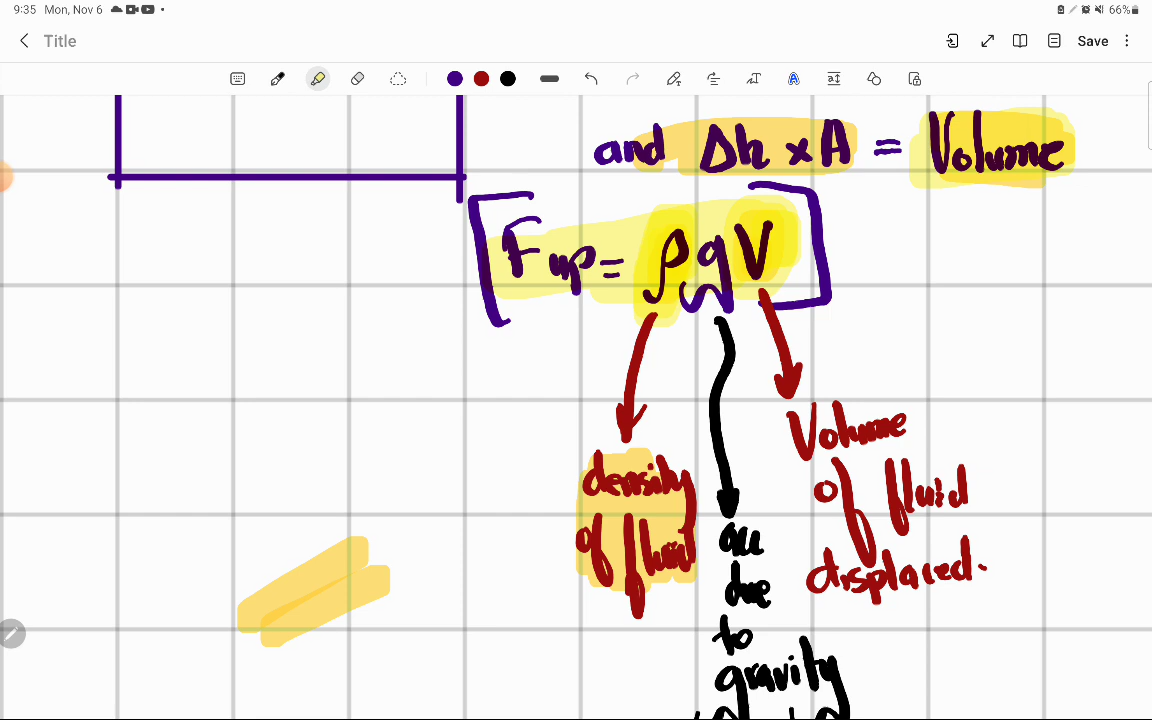 9:35 Mon, Nov 6
66%
Title
Save
and Δh × A = Volume
[Fup = ρgV]
density
of fluid
Volume
of fluid
displaced.
acc
due
to
gravity